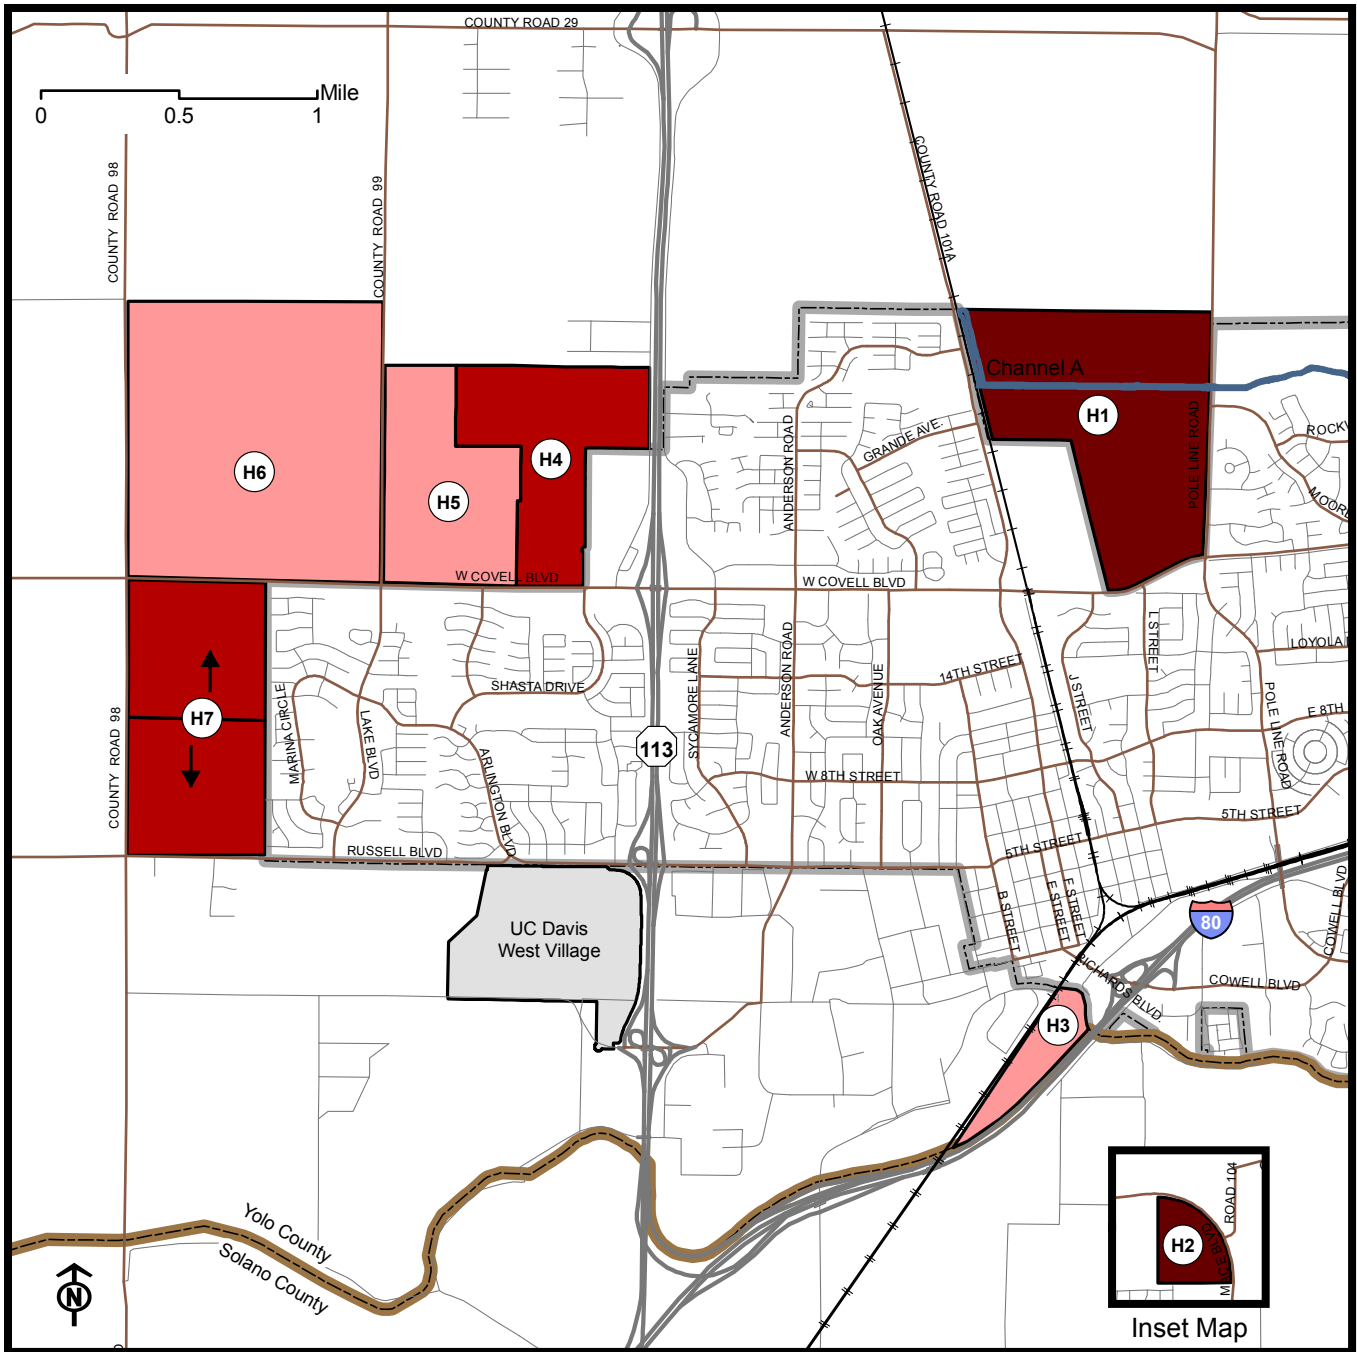 COUNTY ROAD 29
Mile
0
0.5
1
COUNTY ROAD 98
COUNTY ROAD 99
COUNTY ROAD 101A
Channel A
H1
GRANDE AVE.
ANDERSON ROAD
POLE LINE ROAD
H4
H6
H5
W COVELL BLVD
W COVELL BLVD
L STREET
LOYOLA
14TH STREET
SHASTA DRIVE
MARINA CIRCLE
LAKE BLVD
SYCAMORE LANE
ANDERSON ROAD
OAK AVENUE
J STREET
POLE LINE ROAD
E 8TH
H7
113
COUNTY ROAD 98
ARLINGTON BLVD
W 8TH STREET
5TH STREET
5TH STREET
RUSSELL BLVD
B STREET
E STREET
F STREET
80
COWELL BLVD
UC Davis
West Village
RICHARDS BLVD.
COWELL BLVD
H3
Yolo County
Solano County
ROAD 104
H2
MACE BLVD
N
Inset Map